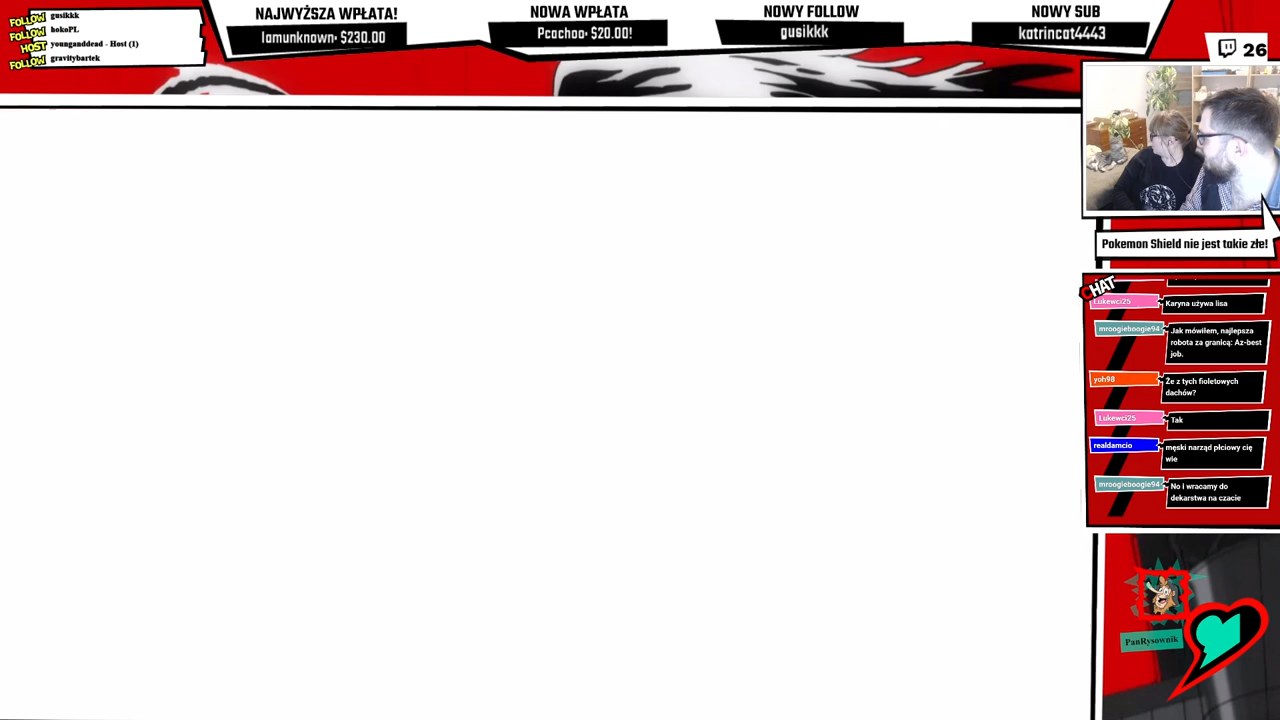 FOLLOW gusikkk
FOLLOW hokoPL
HOST younganddead - Host (1)
FOLLOW gravitybartek
NAJWYŻSZA WPŁATA!
Iamunknown• $230.00
NOWA WPŁATA
Pcachoo• $20.00!
NOWY FOLLOW
gusikkk
NOWY SUB
katrincat4443
26
Pokemon Shield nie jest takie złe!
CHAT
Lukewci25
Karyna używa lisa
mroogieboogie94
Jak mówiłem, najlepsza
robota za granicą: Az-best
job.
yoh98
Że z tych fioletowych
dachów?
Lukewci25
Tak
realdamcio
męski narząd płciowy cię
wie
mroogieboogie94
No i wracamy do
dekarstwa na czacie
PanRysownik